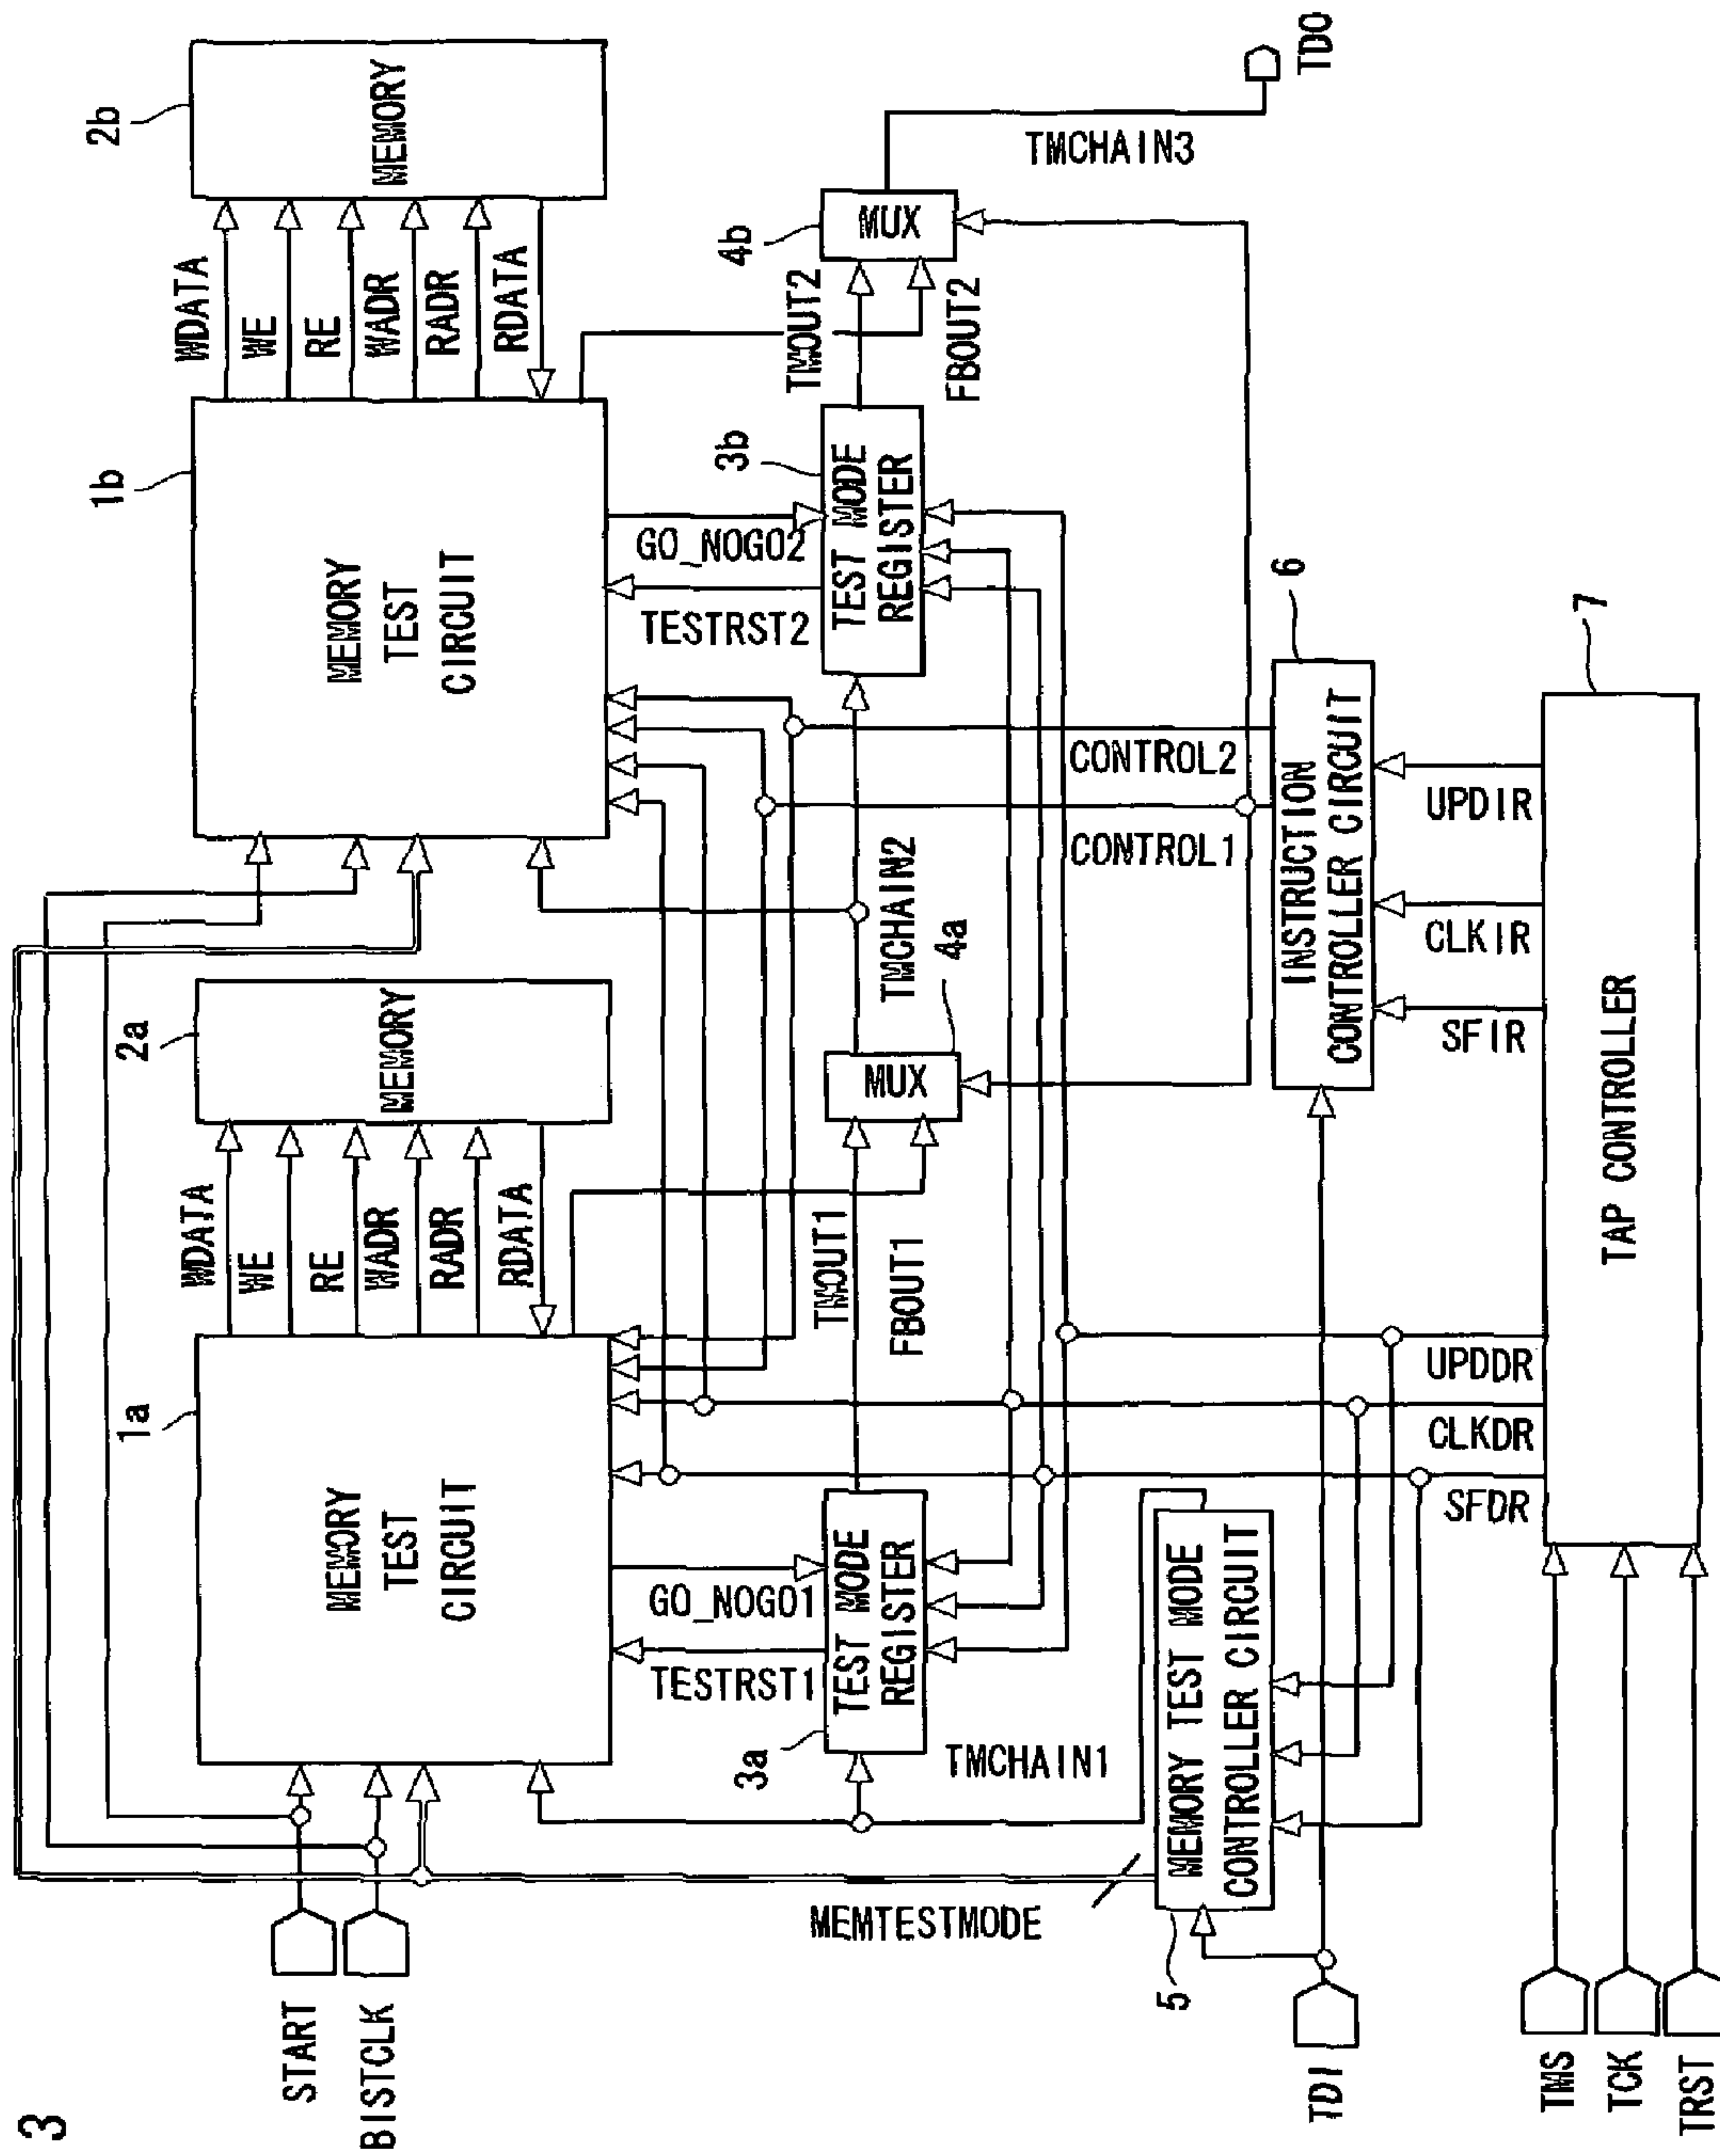 3
START
BISTCLK
MEMORY
TEST
CIRCUIT
1a
WDATA
WE
RE
WADR
RADR
RDATA
MEMORY
2a
MEMORY
TEST
CIRCUIT
1b
WDATA
WE
RE
WADR
RADR
RDATA
MEMORY
2b
TESTRST1
GO_NOGO1
TESTRST2
GO_NOGO2
3a
TEST MODE
REGISTER
TMOUT1
FBOUT1
MUX
4a
TMCHAIN2
3b
TEST MODE
REGISTER
TMOUT2
FBOUT2
4b
MUX
TMCHAIN3
TDO
MEMTESTMODE
TMCHAIN1
CONTROL1
CONTROL2
5
MEMORY TEST MODE
CONTROLLER CIRCUIT
INSTRUCTION
CONTROLLER CIRCUIT
6
TDI
SFDR
CLKDR
UPDDR
SFIR
CLKIR
UPDIR
TMS
TCK
TRST
TAP CONTROLLER
7